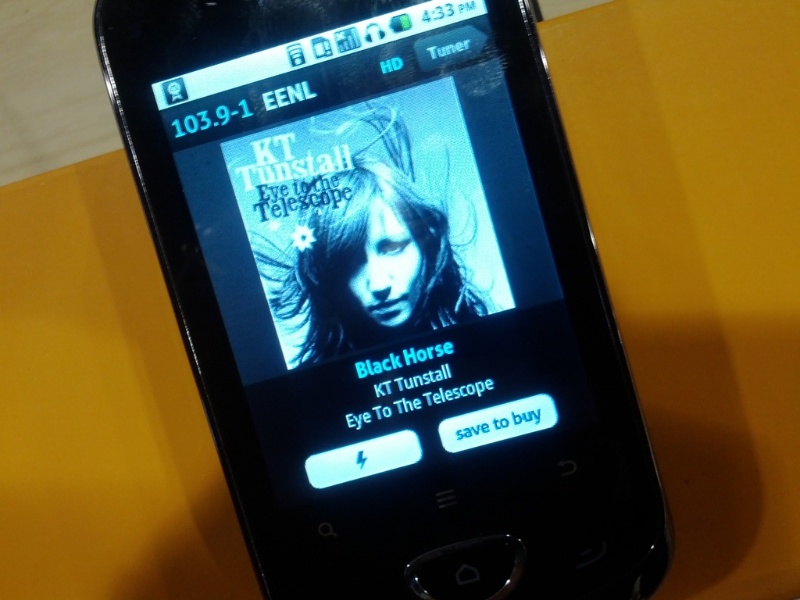 4:33 PM
103.9-1 EENL HD Tuner
KT
Tunstall
Eye to the
Telescope
Black Horse
KT Tunstall
Eye To The Telescope
save to buy